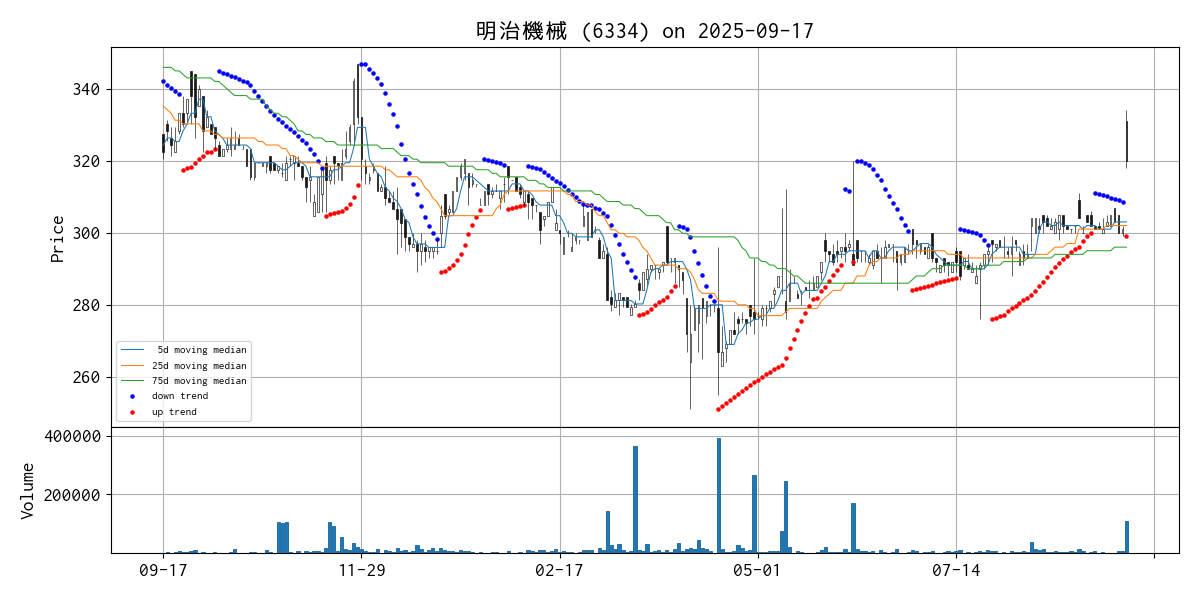 明治機械 (6334) on 2025-09-17
Price
340
320
300
280
260
5d moving median
25d moving median
75d moving median
down trend
up trend
Volume
400000
200000
09-17 11-29 02-17 05-01 07-14